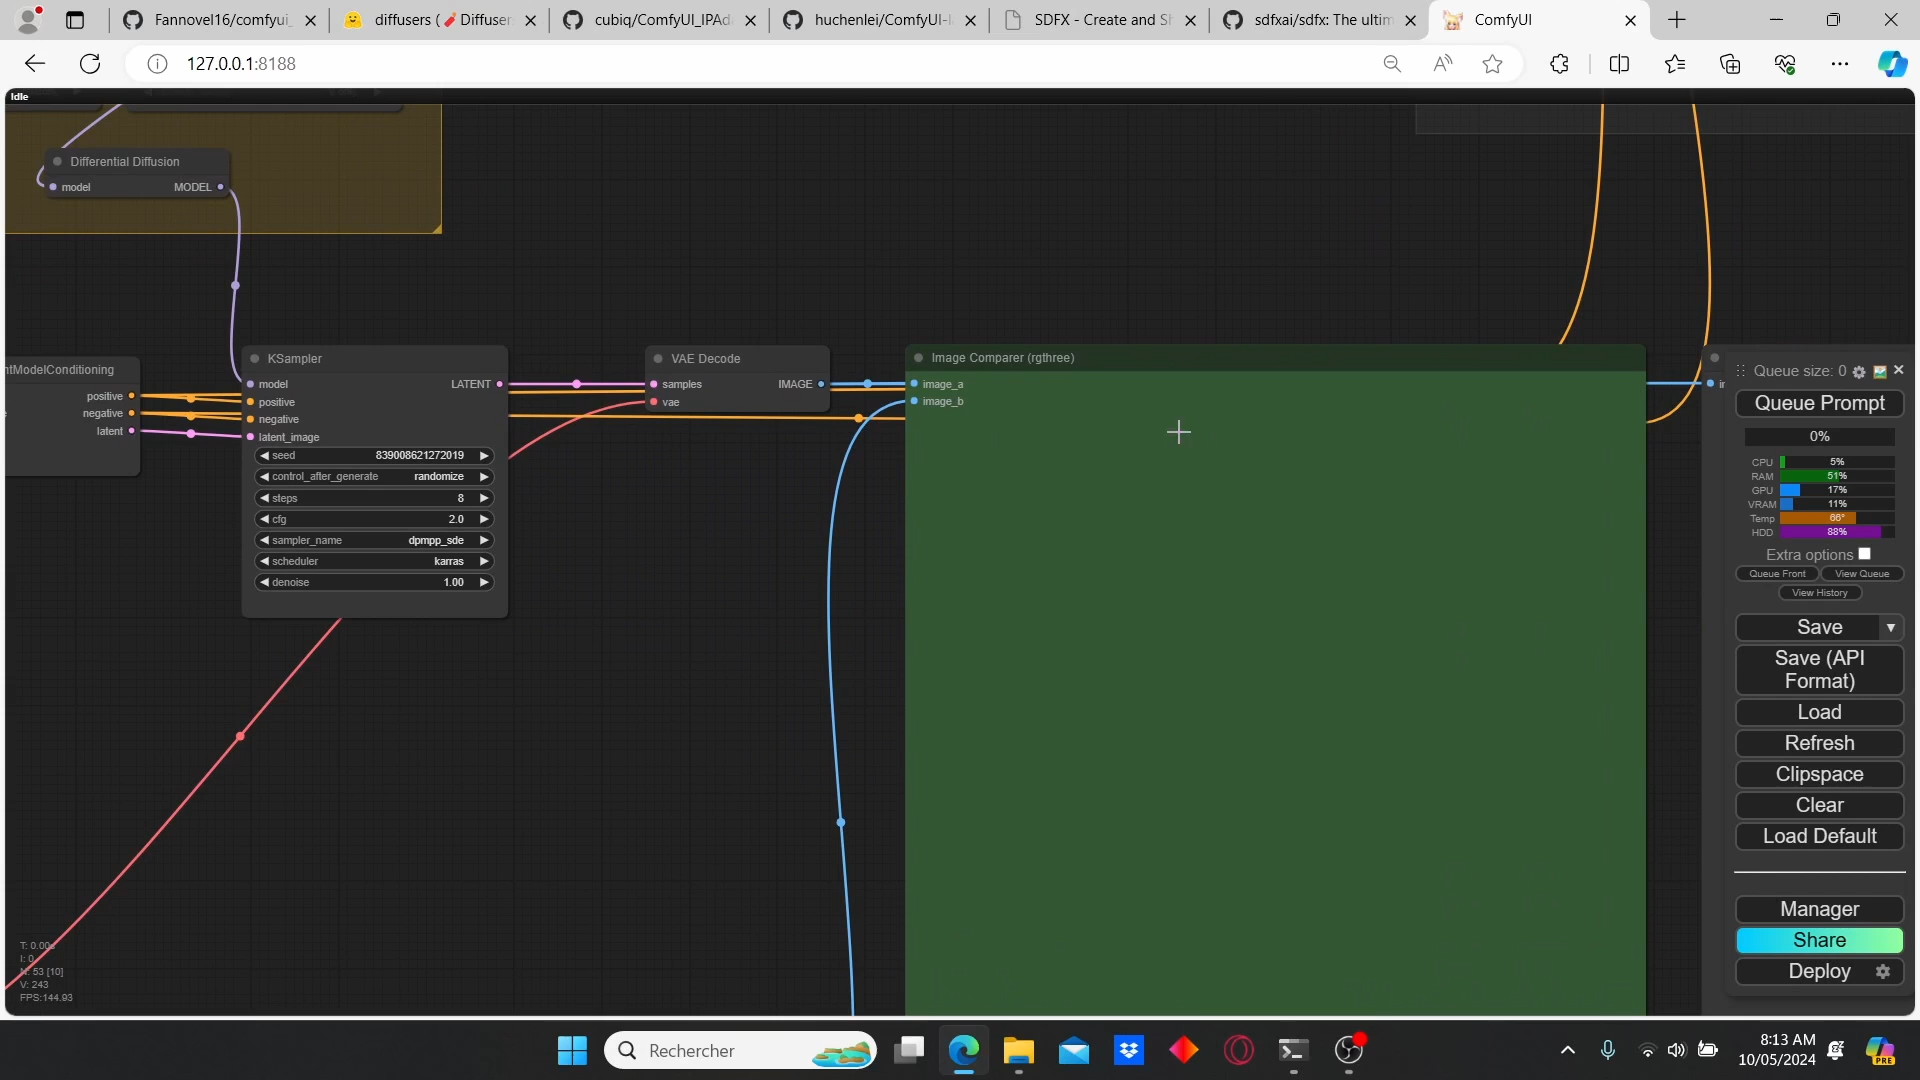 Fannovel16/comfyui_
diffusers (🧨Diffuser
cubiq/ComfyUI_IPAd
huchenlei/ComfyUI-l
SDFX - Create and Sh
sdfxai/sdfx: The ultim
ComfyUI
127.0.0.1:8188
Idle
Differential Diffusion
model MODEL
ntModelConditioning
positive
negative
latent
KSampler
model LATENT
positive
negative
latent_image
seed 839008621272019
control_after_generate randomize
steps 8
cfg 2.0
sampler_name dpmpp_sde
scheduler karras
denoise 1.00
VAE Decode
samples IMAGE
vae
Image Comparer (rgthree)
image_a
image_b
Queue size: 0
Queue Prompt
0%
CPU 5%
RAM 51%
GPU 17%
VRAM 11%
Temp 66°
HDD 88%
Extra options
Queue Front View Queue
View History
Save
Save (API
Format)
Load
Refresh
Clipspace
Clear
Load Default
Manager
Share
Deploy
T: 0.00s
I: 0
N: 53 [10]
V: 243
FPS:144.93
Rechercher
8:13 AM
10/05/2024
PRE